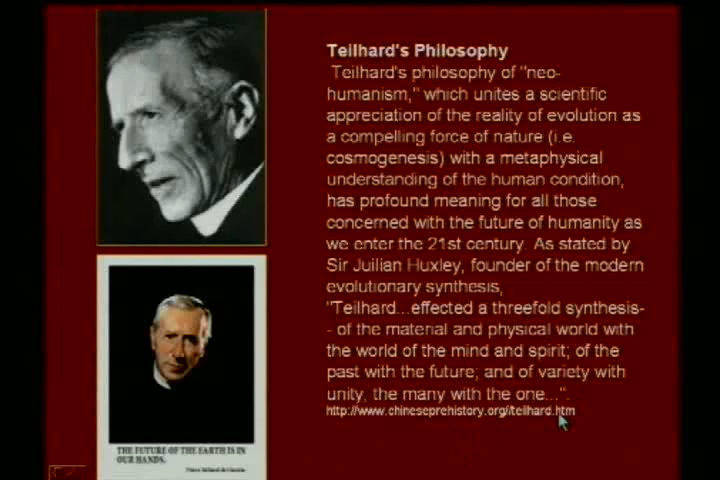 Teilhard's Philosophy
Teilhard's philosophy of "neo-
humanism," which unites a scientific
appreciation of the reality of evolution as
a compelling force of nature (i.e.
cosmogenesis) with a metaphysical
understanding of the human condition,
has profound meaning for all those
concerned with the future of humanity as
we enter the 21st century. As stated by
Sir Juilian Huxley, founder of the modern
evolutionary synthesis,
"Teilhard...effected a threefold synthesis-
- of the material and physical world with
the world of the mind and spirit; of the
past with the future; and of variety with
unity, the many with the one...".
http://www.chineseprehistory.org//teilhard.htm
THE FUTURE OF THE EARTH IS IN
OUR HANDS.
Pierre Teilhard de Chardin